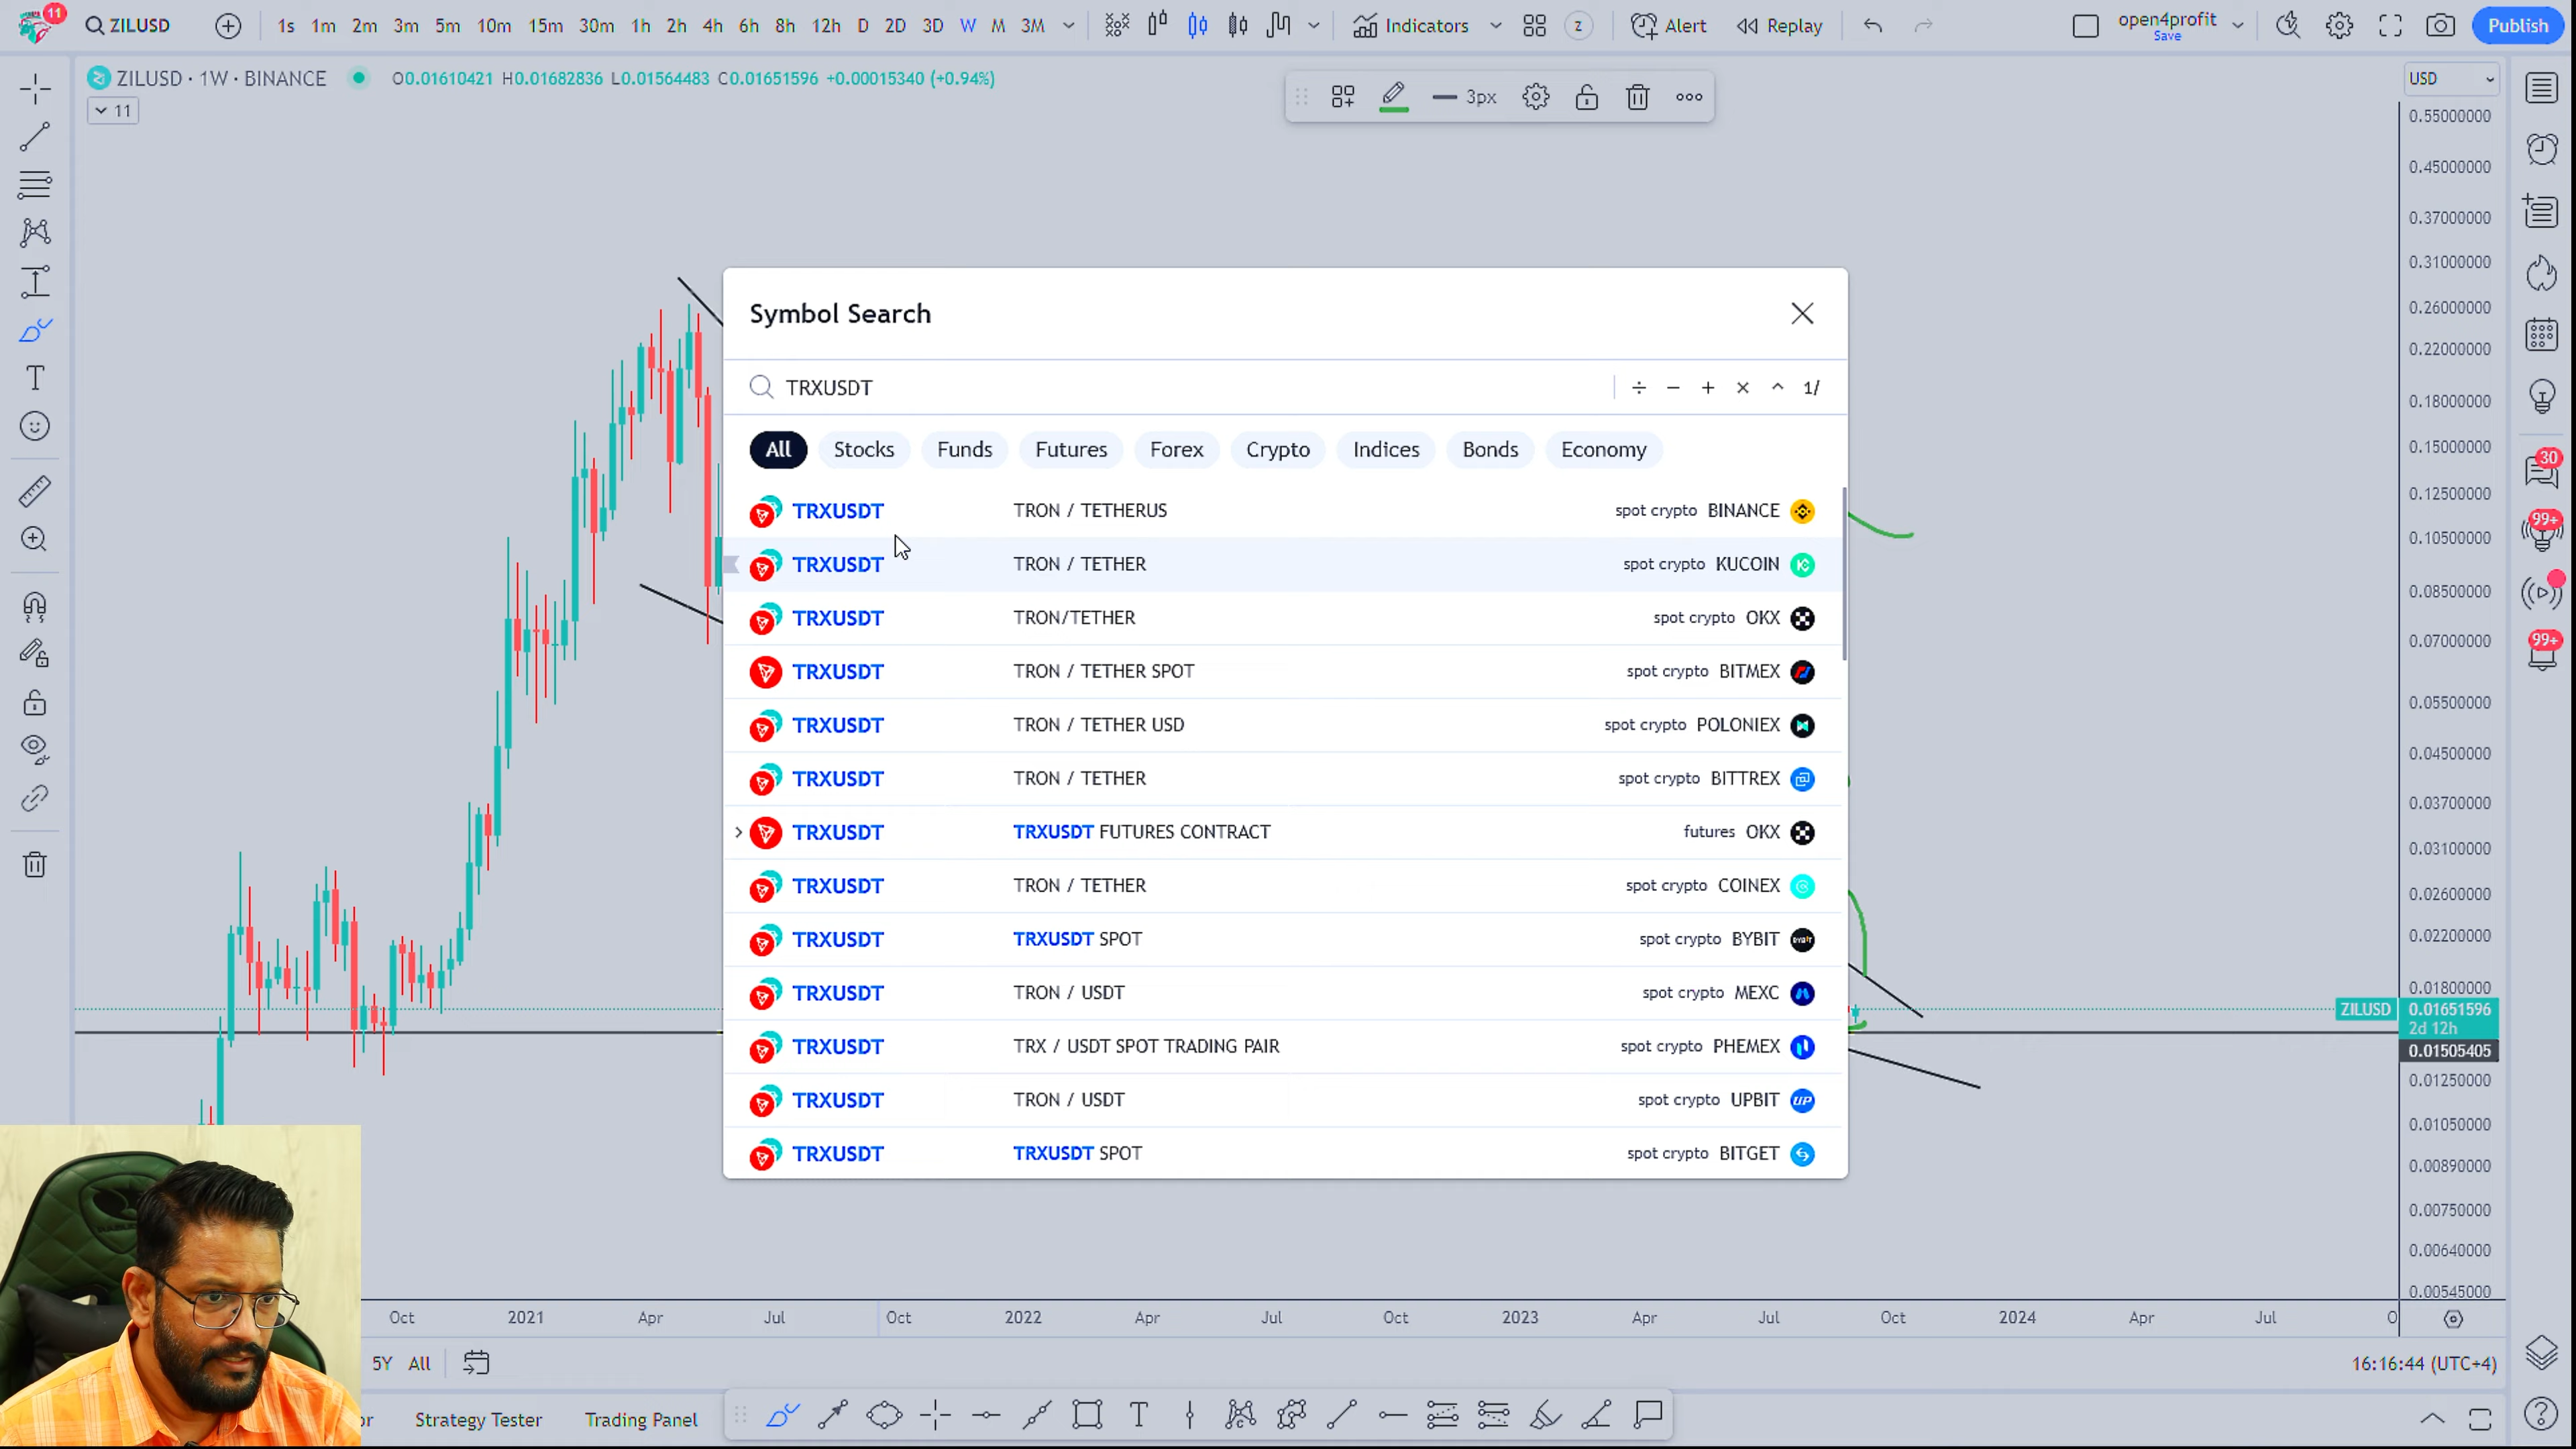 11 ZILUSD 1s 1m 2m 3m 5m 10m 15m 30m 1h 2h 4h 6h 8h 12h D 2D 3D W M 3M Indicators z Alert Replay open4profit Save Publish
ZILUSD · 1W · BINANCE O0.01610421 H0.01682836 L0.01564483 C0.01651596 +0.00015340 (+0.94%)
11
3px
USD
0.55000000
0.45000000
0.37000000
0.31000000
0.26000000
0.22000000
0.18000000
0.15000000
0.12500000
0.10500000
0.08500000
0.07000000
0.05500000
0.04500000
0.03700000
0.03100000
0.02600000
0.02200000
0.01800000
ZILUSD 0.01651596
2d 12h
0.01505405
0.01250000
0.01050000
0.00890000
0.00750000
0.00640000
0.00545000
30
99+
99+
Symbol Search
TRXUSDT ÷ − + × ^ 1/
All Stocks Funds Futures Forex Crypto Indices Bonds Economy
TRXUSDT TRON / TETHERUS spot crypto BINANCE
TRXUSDT TRON / TETHER spot crypto KUCOIN
TRXUSDT TRON/TETHER spot crypto OKX
TRXUSDT TRON / TETHER SPOT spot crypto BITMEX
TRXUSDT TRON / TETHER USD spot crypto POLONIEX
TRXUSDT TRON / TETHER spot crypto BITTREX
TRXUSDT TRXUSDT FUTURES CONTRACT futures OKX
TRXUSDT TRON / TETHER spot crypto COINEX
TRXUSDT TRXUSDT SPOT spot crypto BYBIT
TRXUSDT TRON / USDT spot crypto MEXC
TRXUSDT TRX / USDT SPOT TRADING PAIR spot crypto PHEMEX
TRXUSDT TRON / USDT spot crypto UPBIT UP
TRXUSDT TRXUSDT SPOT spot crypto BITGET
Oct 2021 Apr Jul Oct 2022 Apr Jul Oct 2023 Apr Jul Oct 2024 Apr Jul O
5Y All 16:16:44 (UTC+4)
or Strategy Tester Trading Panel